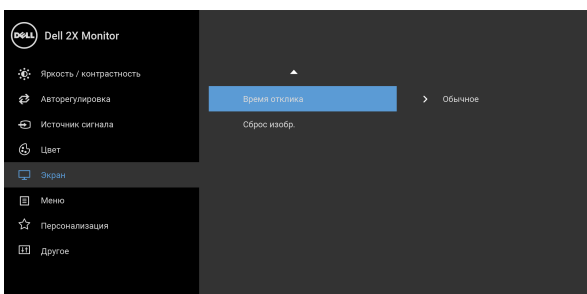 DELL Dell 2X Monitor
Яркость / контрастность
Авторегулировка
Источник сигнала
Цвет
Экран
Меню
Персонализация
Другое
Время отклика
Обычное
Сброс изобр.